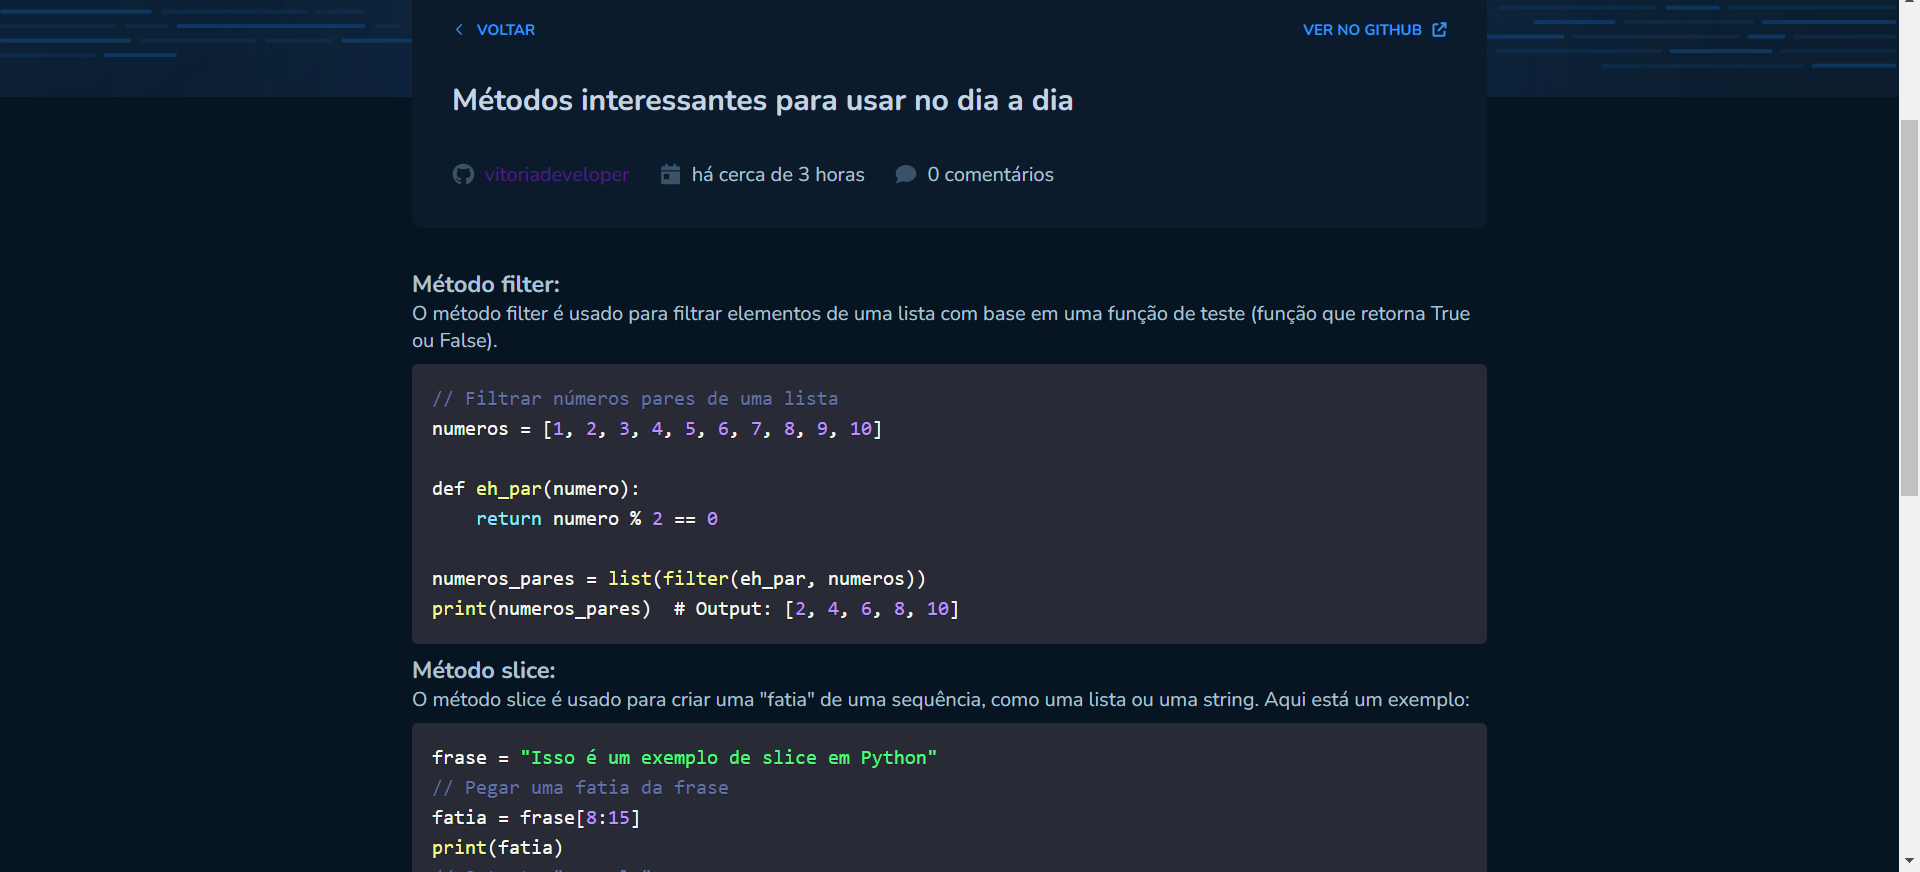 VOLTAR
VER NO GITHUB
Métodos interessantes para usar no dia a dia
vitoriadeveloper há cerca de 3 horas 0 comentários
Método filter:
O método filter é usado para filtrar elementos de uma lista com base em uma função de teste (função que retorna True
ou False).
// Filtrar números pares de uma lista
numeros = [1, 2, 3, 4, 5, 6, 7, 8, 9, 10]
def eh_par(numero):
    return numero % 2 == 0
numeros_pares = list(filter(eh_par, numeros))
print(numeros_pares)  # Output: [2, 4, 6, 8, 10]
Método slice:
O método slice é usado para criar uma "fatia" de uma sequência, como uma lista ou uma string. Aqui está um exemplo:
frase = "Isso é um exemplo de slice em Python"
// Pegar uma fatia da frase
fatia = frase[8:15]
print(fatia)